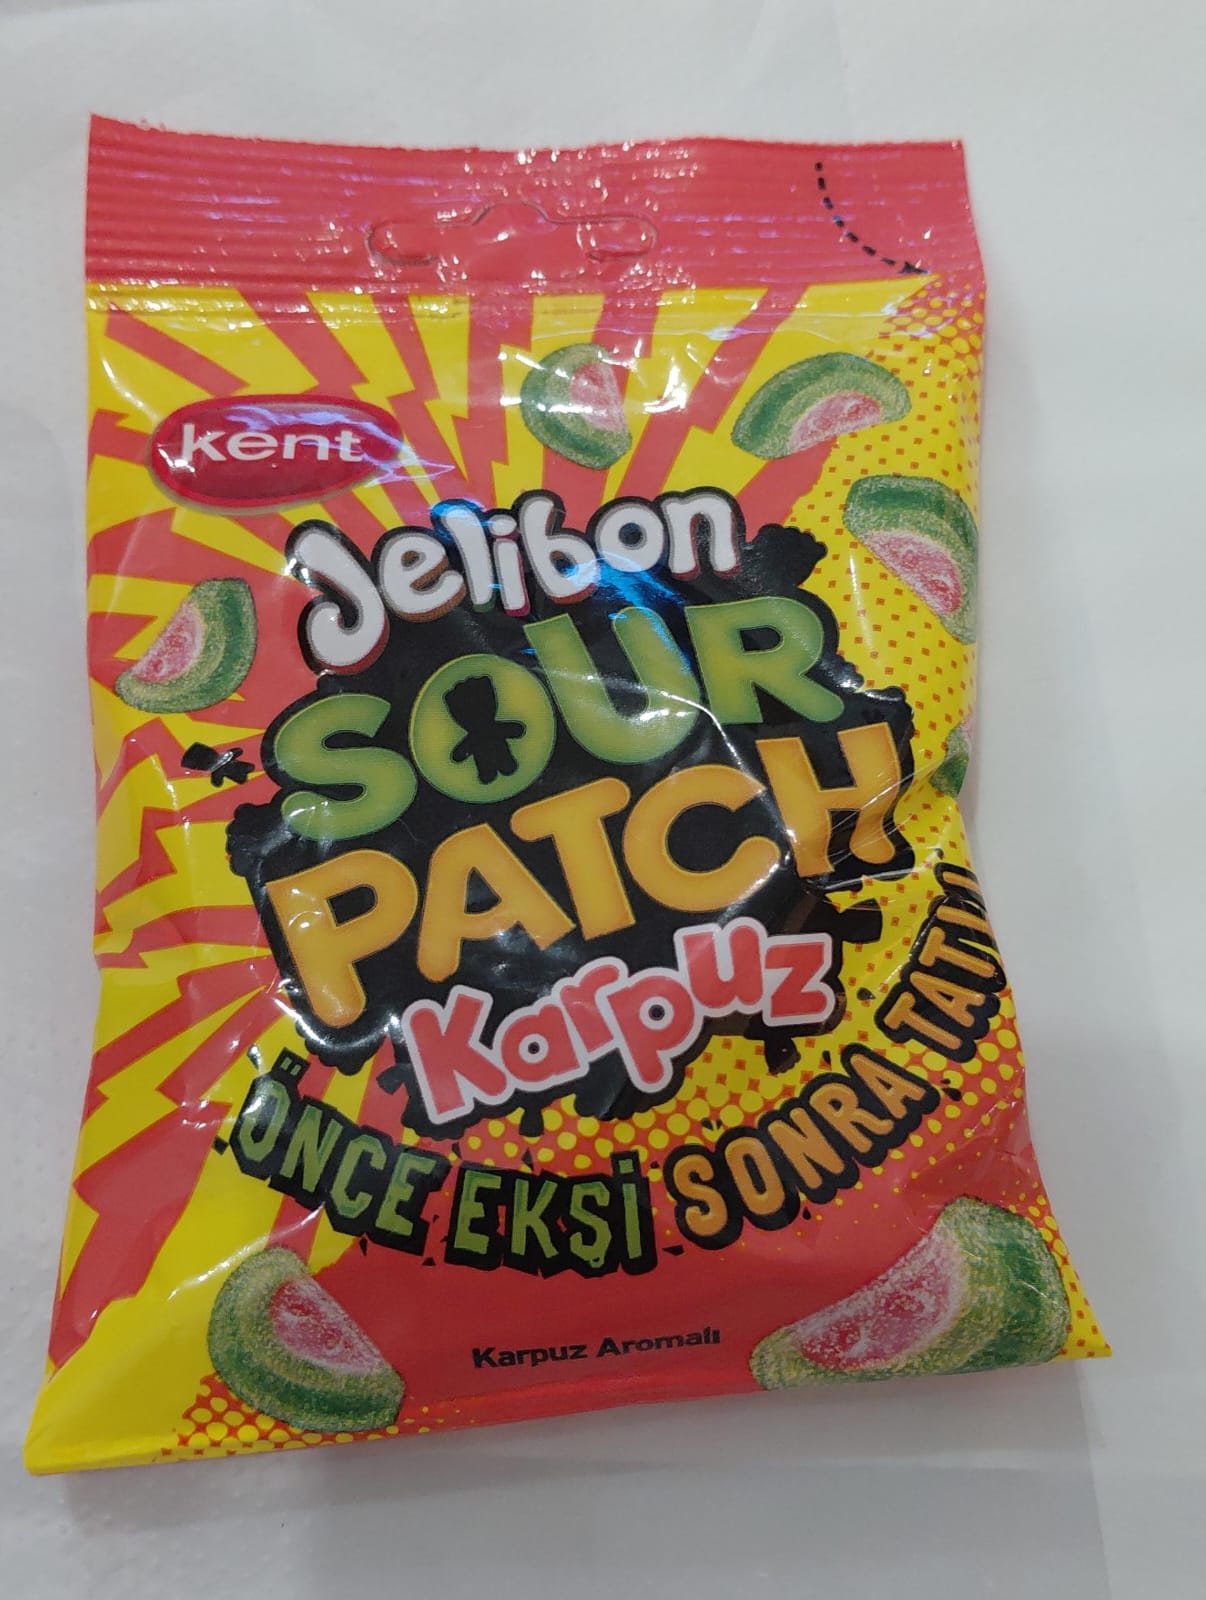 kent
Jelibon
SOUR
PATCH
Karpuz
ÖNCE EKŞİ SONRA TATLI
Karpuz Aromalı